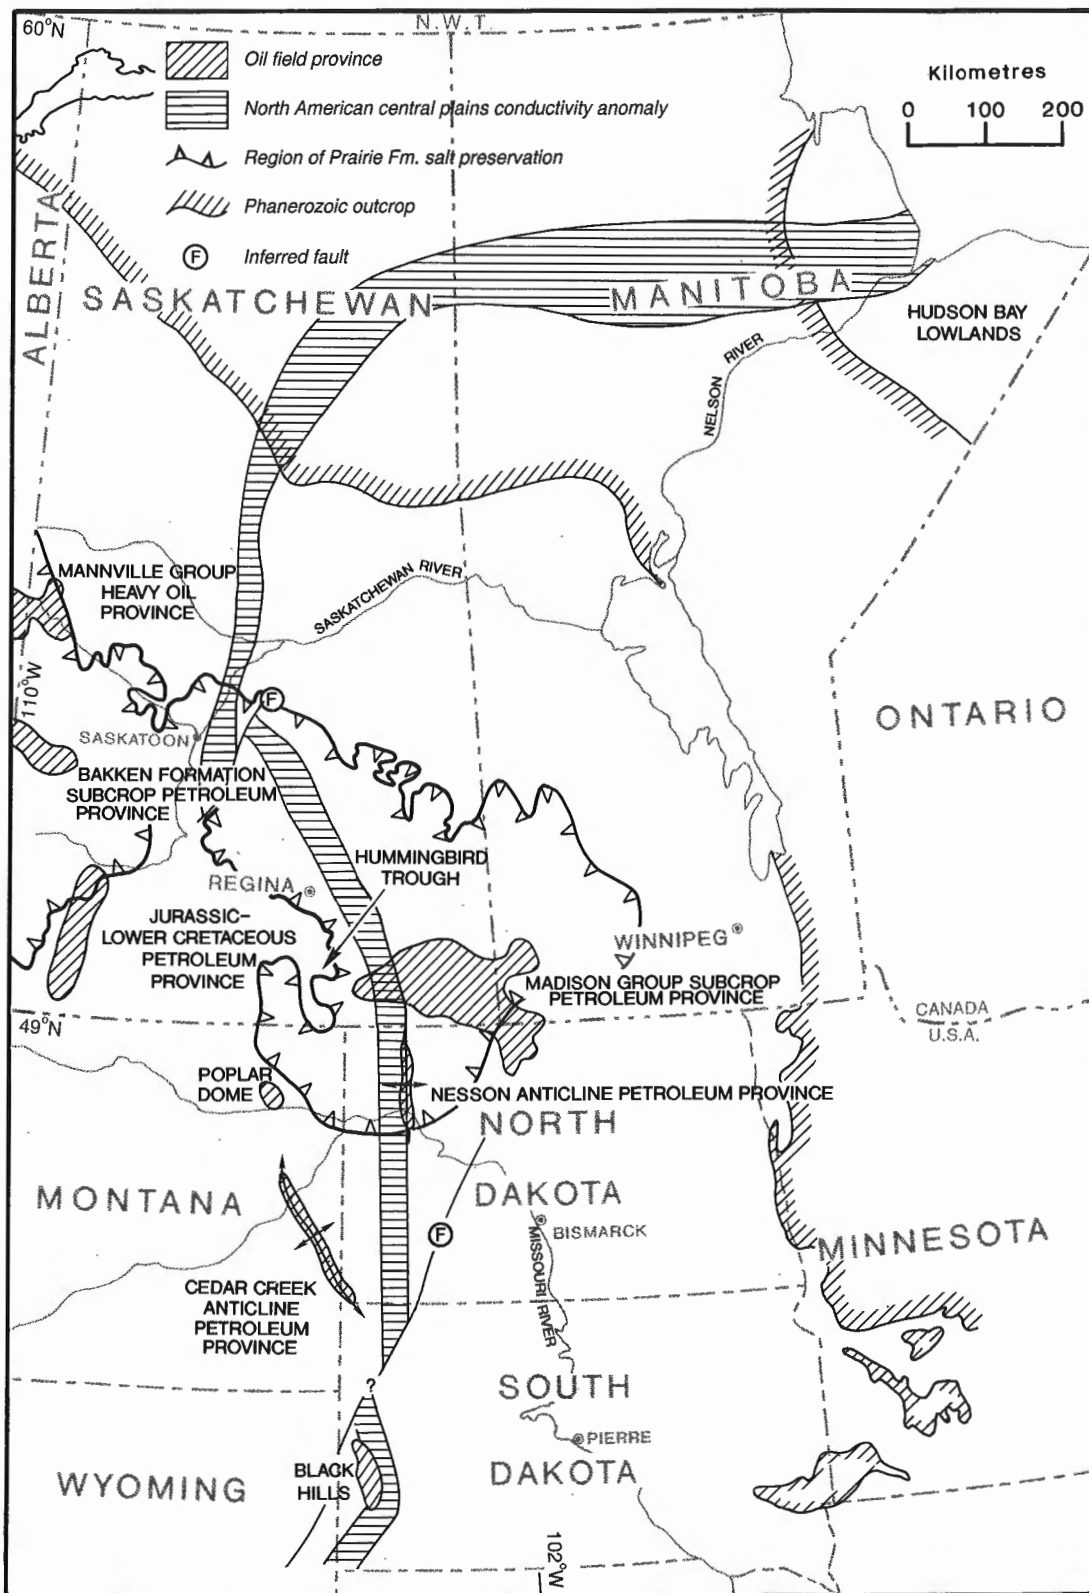 60°N
N.W.T.
Oil field province
North American central plains conductivity anomaly
Region of Prairie Fm. salt preservation
Phanerozoic outcrop
F
Inferred fault
Kilometres
0 100 200
ALBERTA
SASKATCHEWAN
MANITOBA
HUDSON BAY
LOWLANDS
NELSON RIVER
MANNVILLE GROUP
HEAVY OIL
PROVINCE
SASKATCHEWAN RIVER
110°W
F
ONTARIO
SASKATOON
BAKKEN FORMATION
SUBCROP PETROLEUM
PROVINCE
HUMMINGBIRD
TROUGH
REGINA
JURASSIC–
LOWER CRETACEOUS
PETROLEUM
PROVINCE
WINNIPEG
MADISON GROUP SUBCROP
PETROLEUM PROVINCE
49°N
CANADA
U.S.A.
POPLAR
DOME
NESSON ANTICLINE PETROLEUM PROVINCE
NORTH
DAKOTA
MONTANA
BISMARCK
MISSOURI RIVER
F
MINNESOTA
CEDAR CREEK
ANTICLINE
PETROLEUM
PROVINCE
?
SOUTH
DAKOTA
PIERRE
BLACK
HILLS
WYOMING
102°W